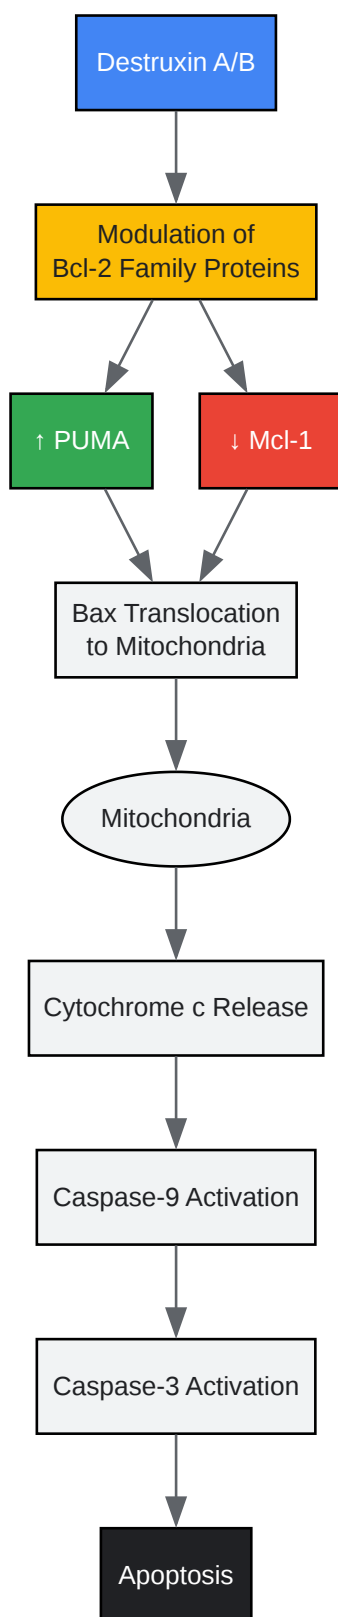 Destruxin A/B
Modulation of
Bcl-2 Family Proteins
↑ PUMA
↓ Mcl-1
Bax Translocation
to Mitochondria
Mitochondria
Cytochrome c Release
Caspase-9 Activation
Caspase-3 Activation
Apoptosis